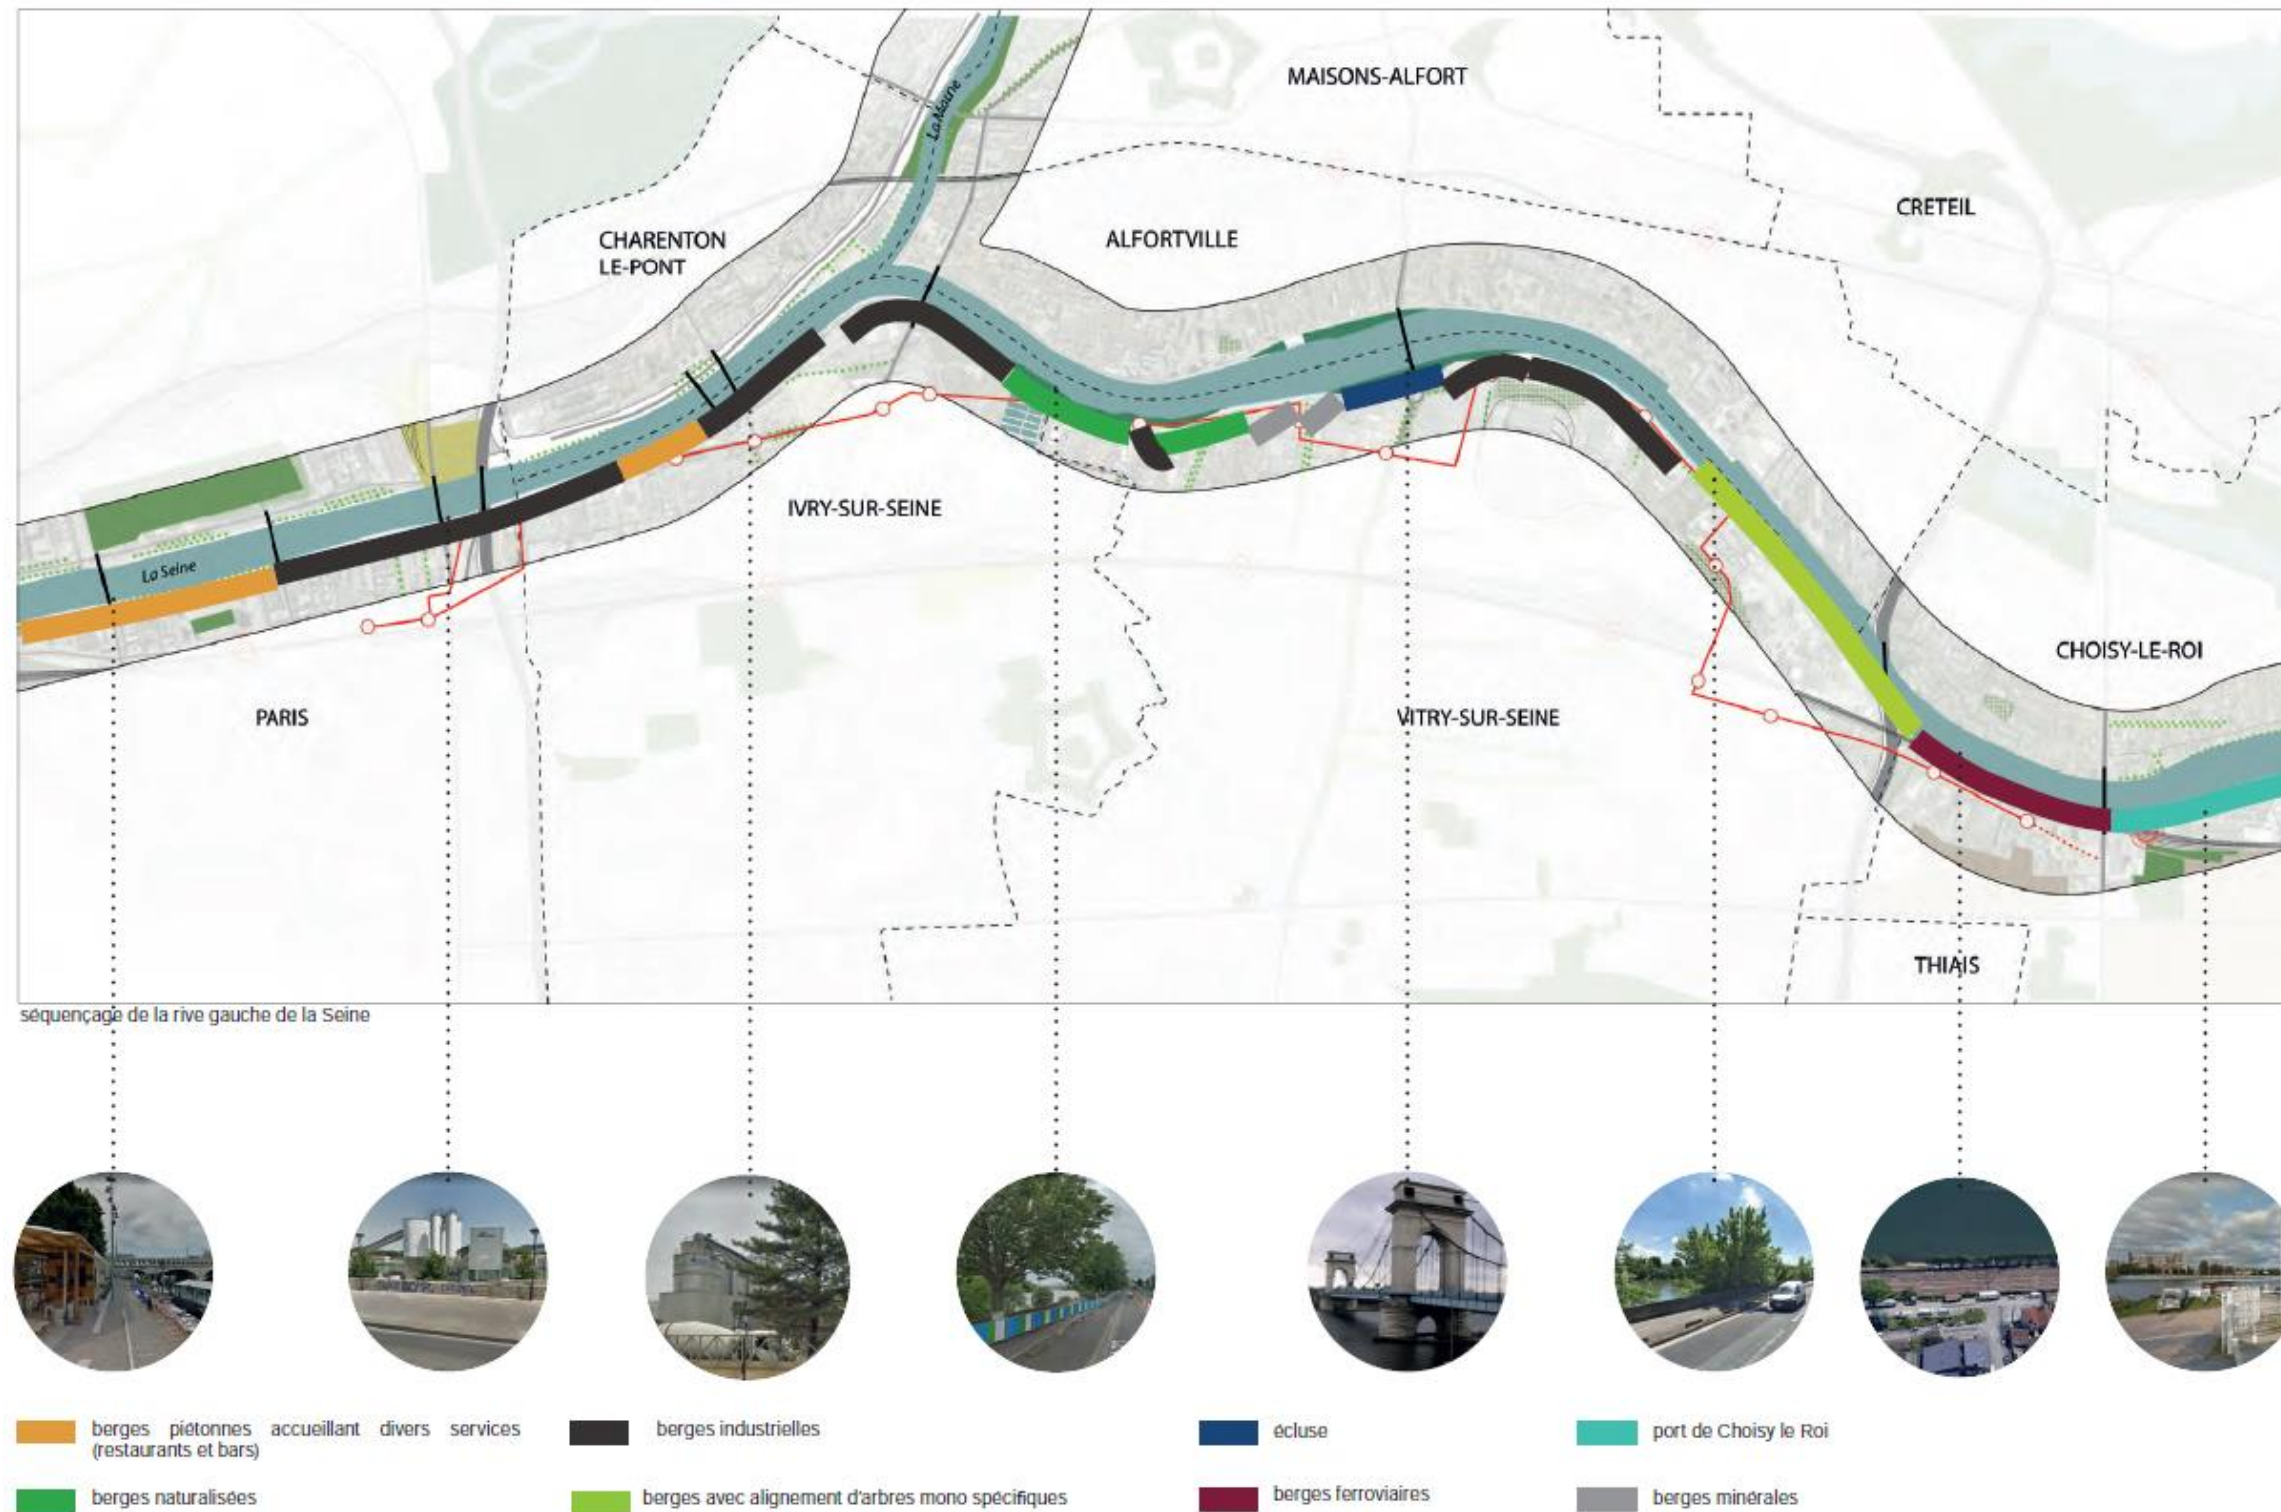 MAISONS-ALFORT
La Marne
CRETEIL
CHARENTON
LE-PONT
ALFORTVILLE
IVRY-SUR-SEINE
La Seine
CHOISY-LE-ROI
PARIS
VITRY-SUR-SEINE
THIAIS
séquençage de la rive gauche de la Seine
berges piétonnes accueillant divers services
(restaurants et bars)
berges industrielles
écluse
port de Choisy le Roi
berges naturalisées
berges avec alignement d'arbres mono spécifiques
berges ferroviaires
berges minérales